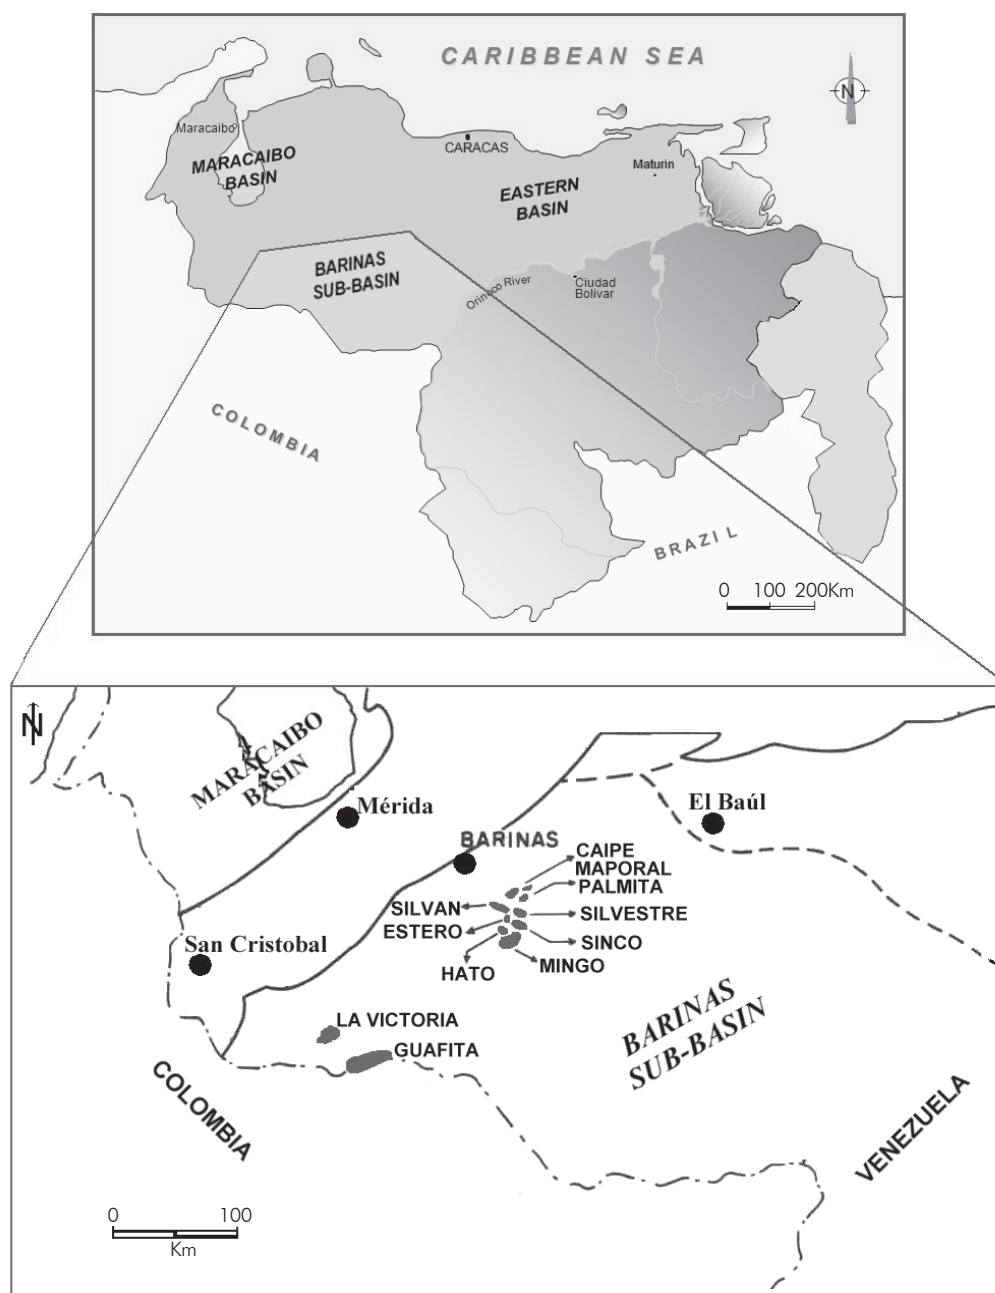 CARIBBEAN SEA
N
Maracaibo
CARACAS
MARACAIBO
BASIN
Maturin
EASTERN
BASIN
BARINAS
SUB-BASIN
Orinoco River
Ciudad
Bolivar
COLOMBIA
BRAZIL
0 100 200Km
N
MARACAIBO
BASIN
Mérida
El Baúl
BARINAS
CAIPE
MAPORAL
PALMITA
SILVAN
SILVESTRE
ESTERO
SINCO
San Cristobal
HATO
MINGO
LA VICTORIA
GUAFITA
BARINAS
SUB-BASIN
COLOMBIA
VENEZUELA
0 100
Km